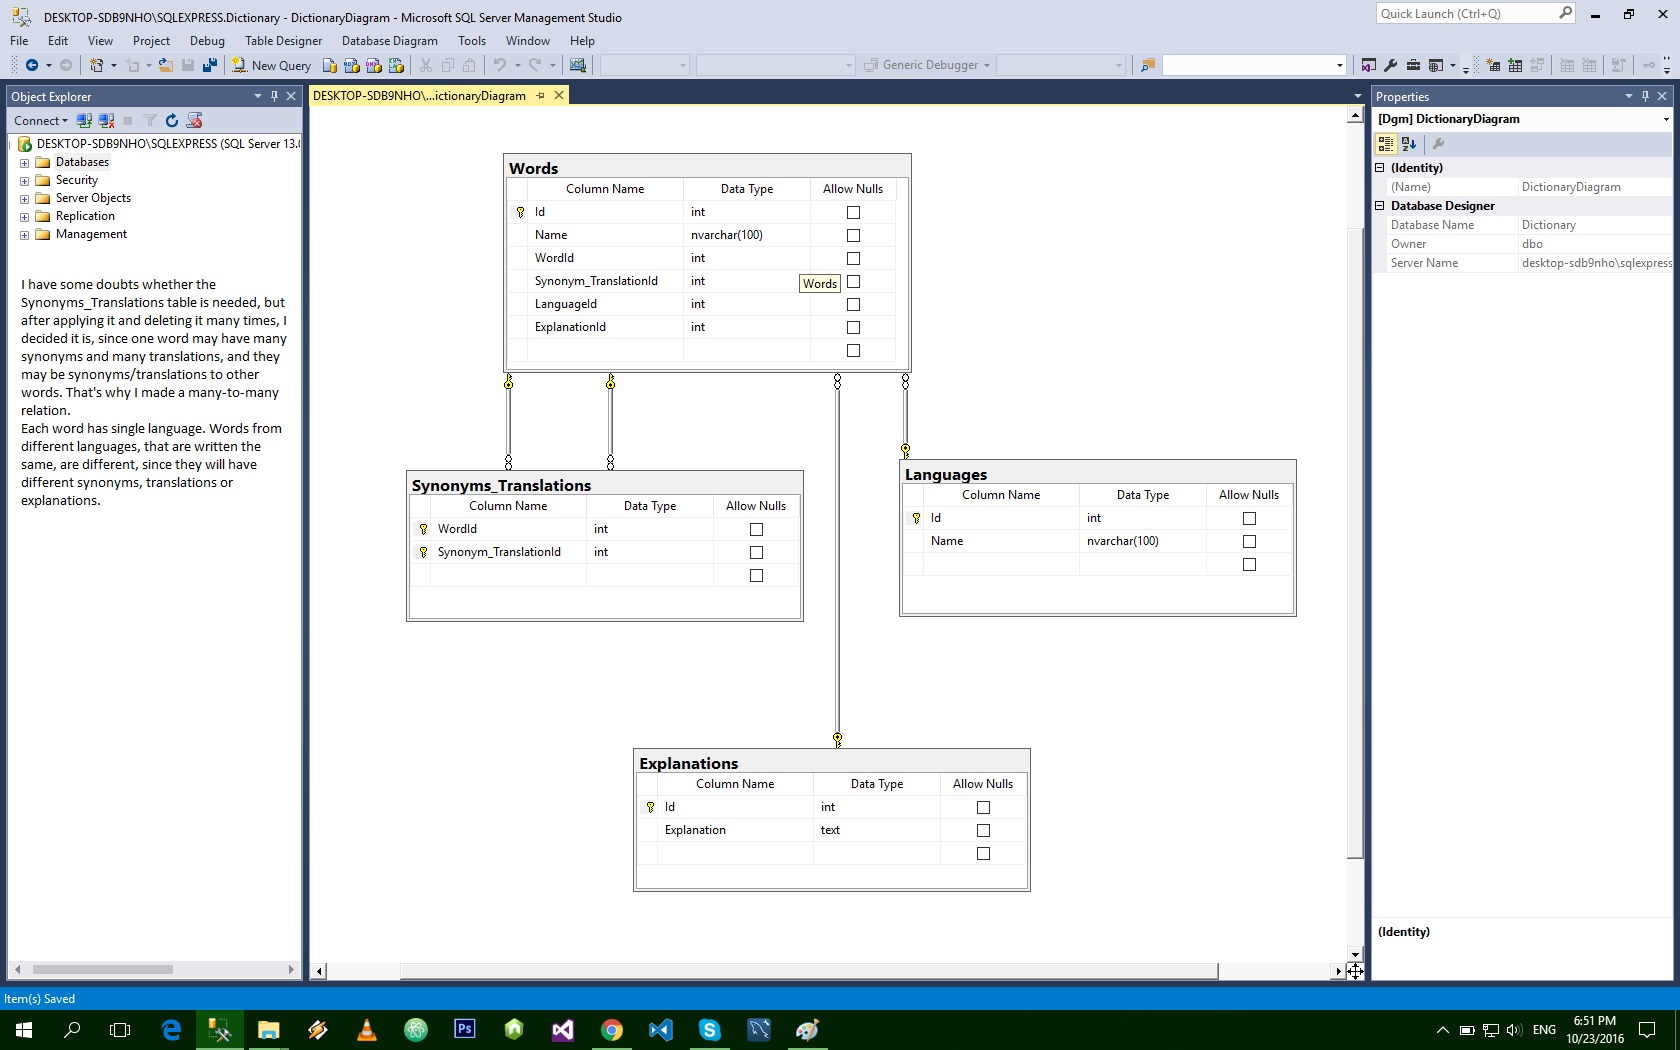 DESKTOP-SDB9NHO\SQLEXPRESS.Dictionary - DictionaryDiagram - Microsoft SQL Server Management Studio
Quick Launch (Ctrl+Q)
File Edit View Project Debug Table Designer Database Diagram Tools Window Help
New Query
Generic Debugger
Object Explorer
Connect
DESKTOP-SDB9NHO\SQLEXPRESS (SQL Server 13.0
Databases
Security
Server Objects
Replication
Management
I have some doubts whether the
Synonyms_Translations table is needed, but
after applying it and deleting it many times, I
decided it is, since one word may have many
synonyms and many translations, and they
may be synonyms/translations to other
words. That's why I made a many-to-many
relation.
Each word has single language. Words from
different languages, that are written the
same, are different, since they will have
different synonyms, translations or
explanations.
DESKTOP-SDB9NHO\...ictionaryDiagram
Words
Column Name Data Type Allow Nulls
Id int
Name nvarchar(100)
WordId int
Synonym_TranslationId int
Words
LanguageId int
ExplanationId int
Synonyms_Translations
Column Name Data Type Allow Nulls
WordId int
Synonym_TranslationId int
Languages
Column Name Data Type Allow Nulls
Id int
Name nvarchar(100)
Explanations
Column Name Data Type Allow Nulls
Id int
Explanation text
Properties
[Dgm] DictionaryDiagram
(Identity)
(Name) DictionaryDiagram
Database Designer
Database Name Dictionary
Owner dbo
Server Name desktop-sdb9nho\sqlexpress
(Identity)
Item(s) Saved
Ps
ENG
6:51 PM
10/23/2016